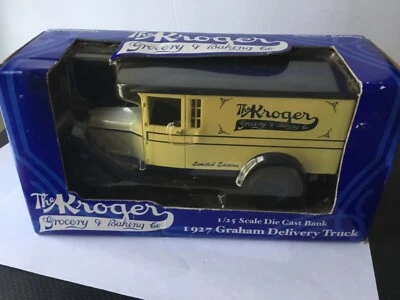 The Kroger
Grocery & Baking Co
The Kroger
Grocery & Baking Co
Limited Edition
The Kroger
Grocery & Baking Co
1/25 Scale Die Cast Bank
1927 Graham Delivery Truck